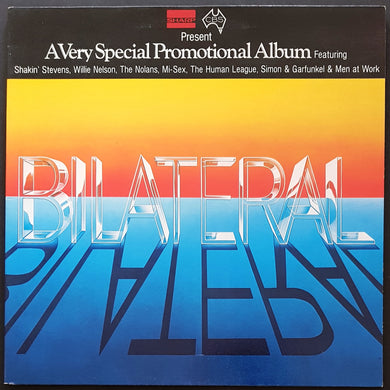 SHARP CBS
Present
A Very Special Promotional Album Featuring
Shakin' Stevens, Willie Nelson, The Nolans, Mi-Sex, The Human League, Simon & Garfunkel & Men at Work
BILATERAL
BILATERAL